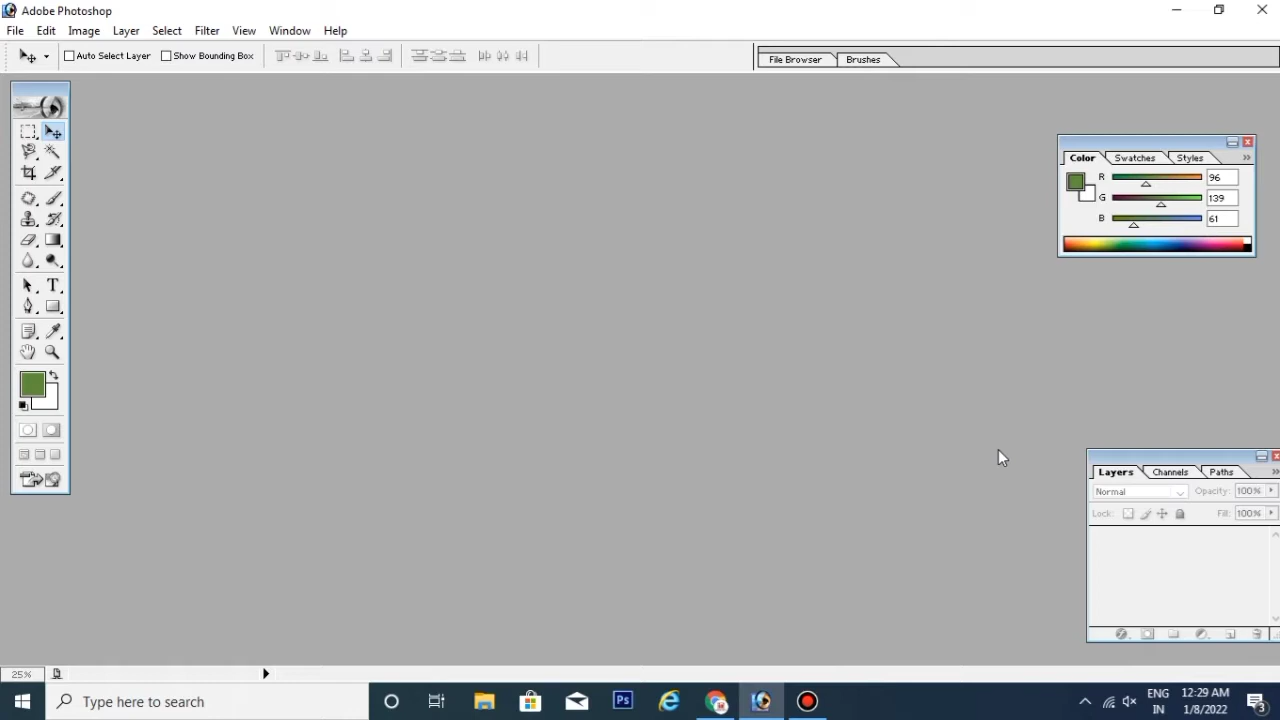 Adobe Photoshop
File Edit Image Layer Select Filter View Window Help
Auto Select Layer Show Bounding Box File Browser Brushes
Color Swatches Styles
R 96
G 139
B 61
T
Layers Channels Paths
Normal Opacity: 100%
Lock: Fill: 100%
25%
Type here to search
Ps
ENG
IN
12:29 AM
1/8/2022
3